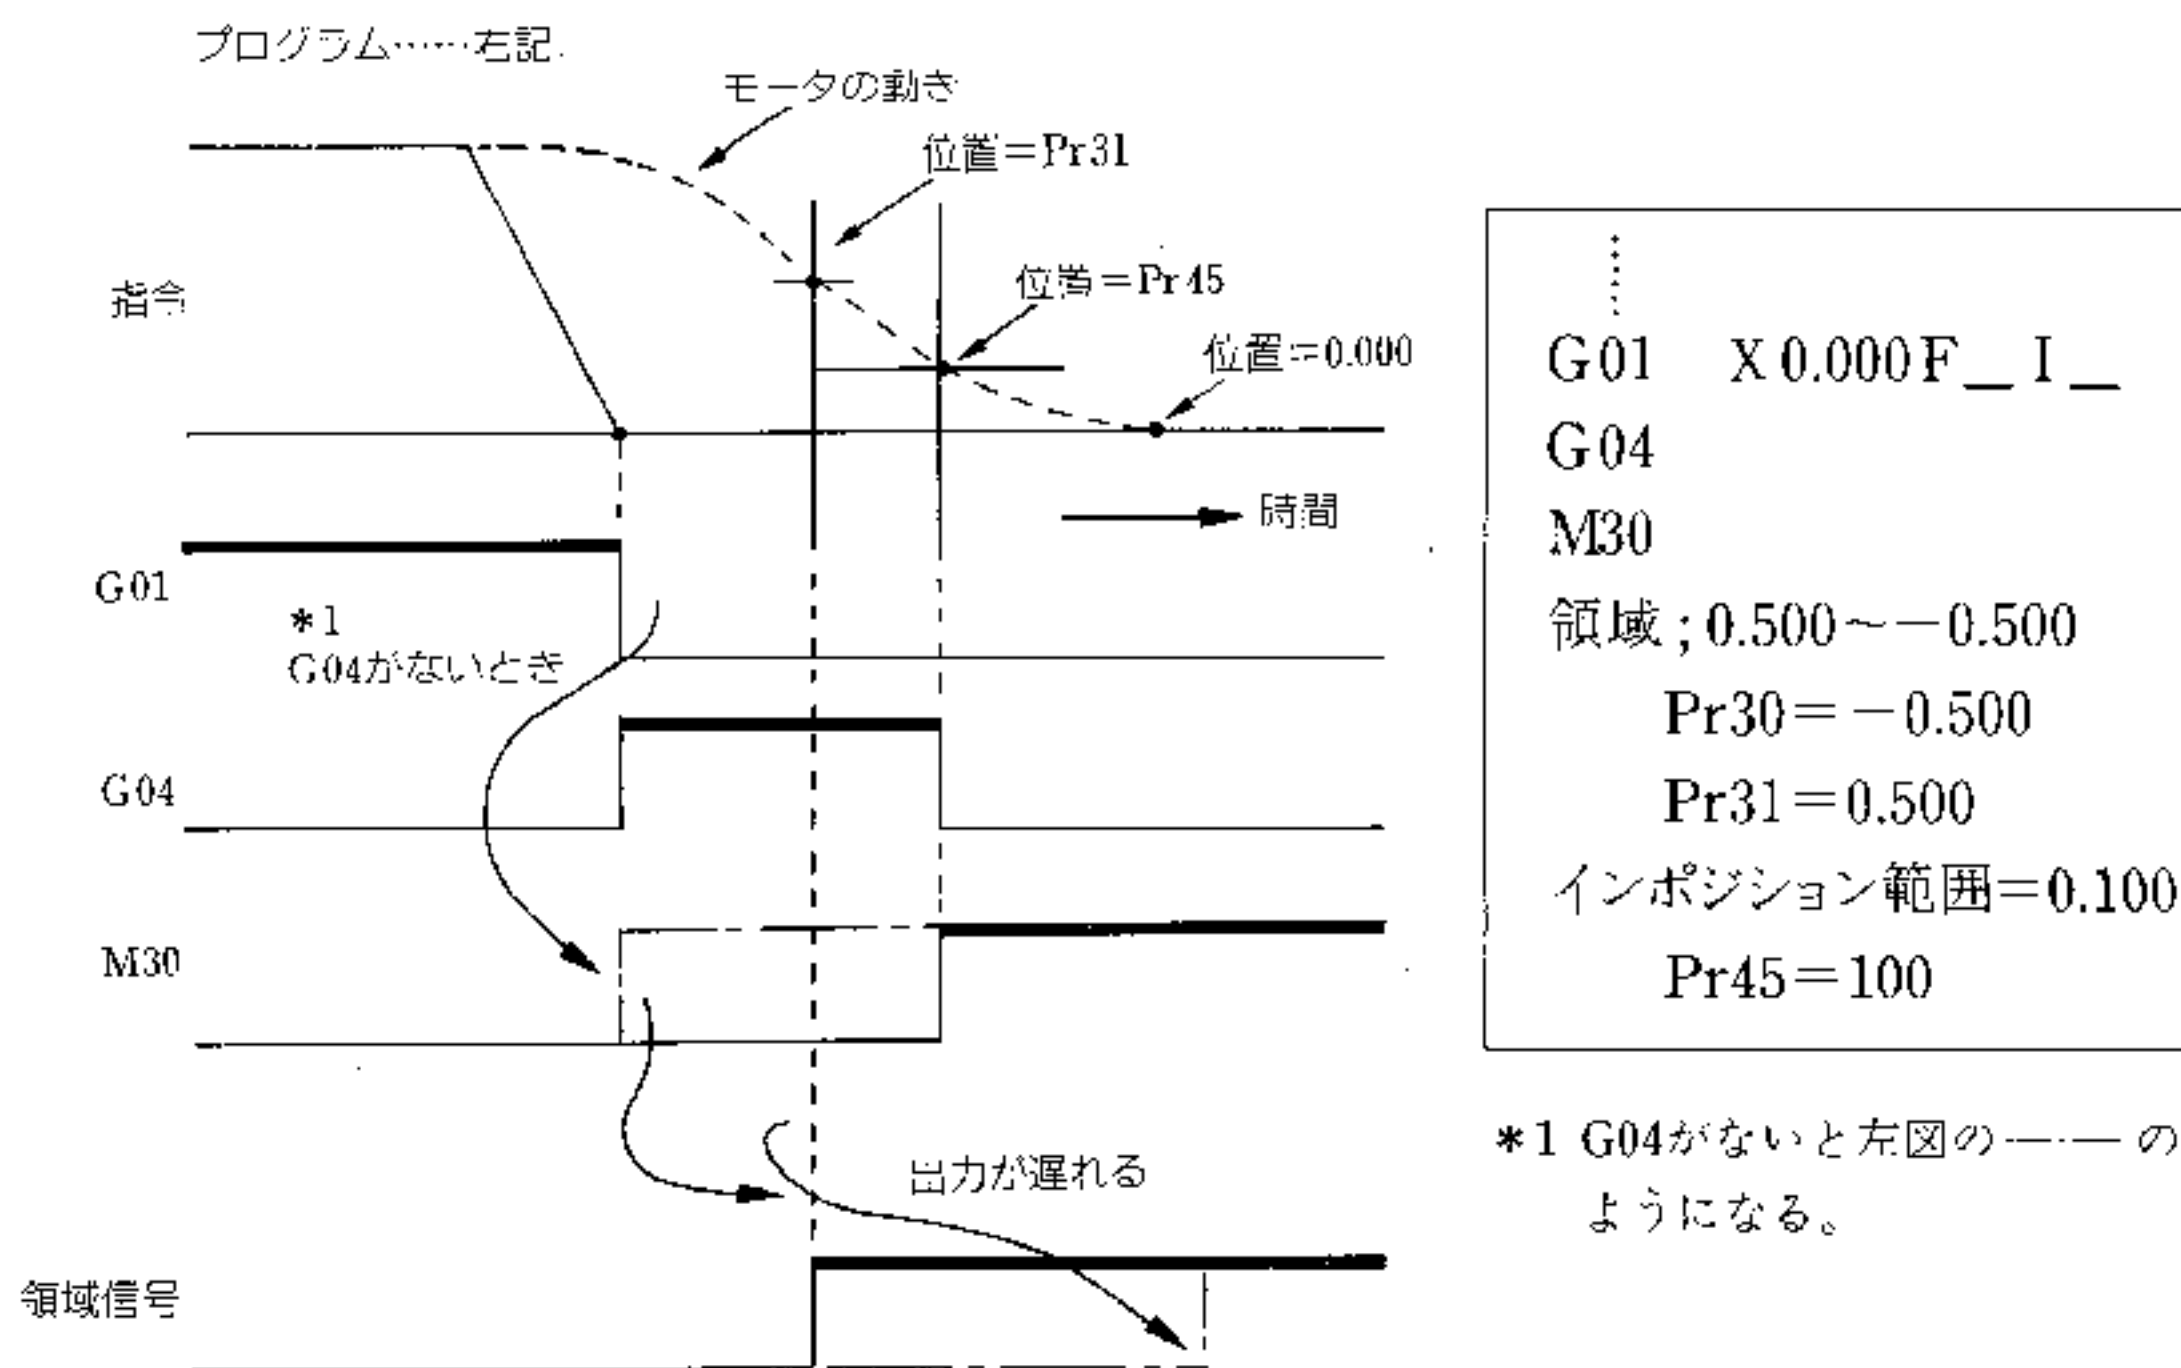 プログラム……右記.
モータの動き
位置＝Pr31
位置＝Pr45
位置＝0.000
指令
時間
G01
＊1
G04がないとき
G04
M30
出力が遅れる
領域信号
G01 X0.000F＿I＿
G04
M30
領域；0.500～－0.500
Pr30＝－0.500
Pr31＝0.500
インポジション範囲＝0.100
Pr45＝100
＊1 G04がないと左図の —·— の
ようになる。